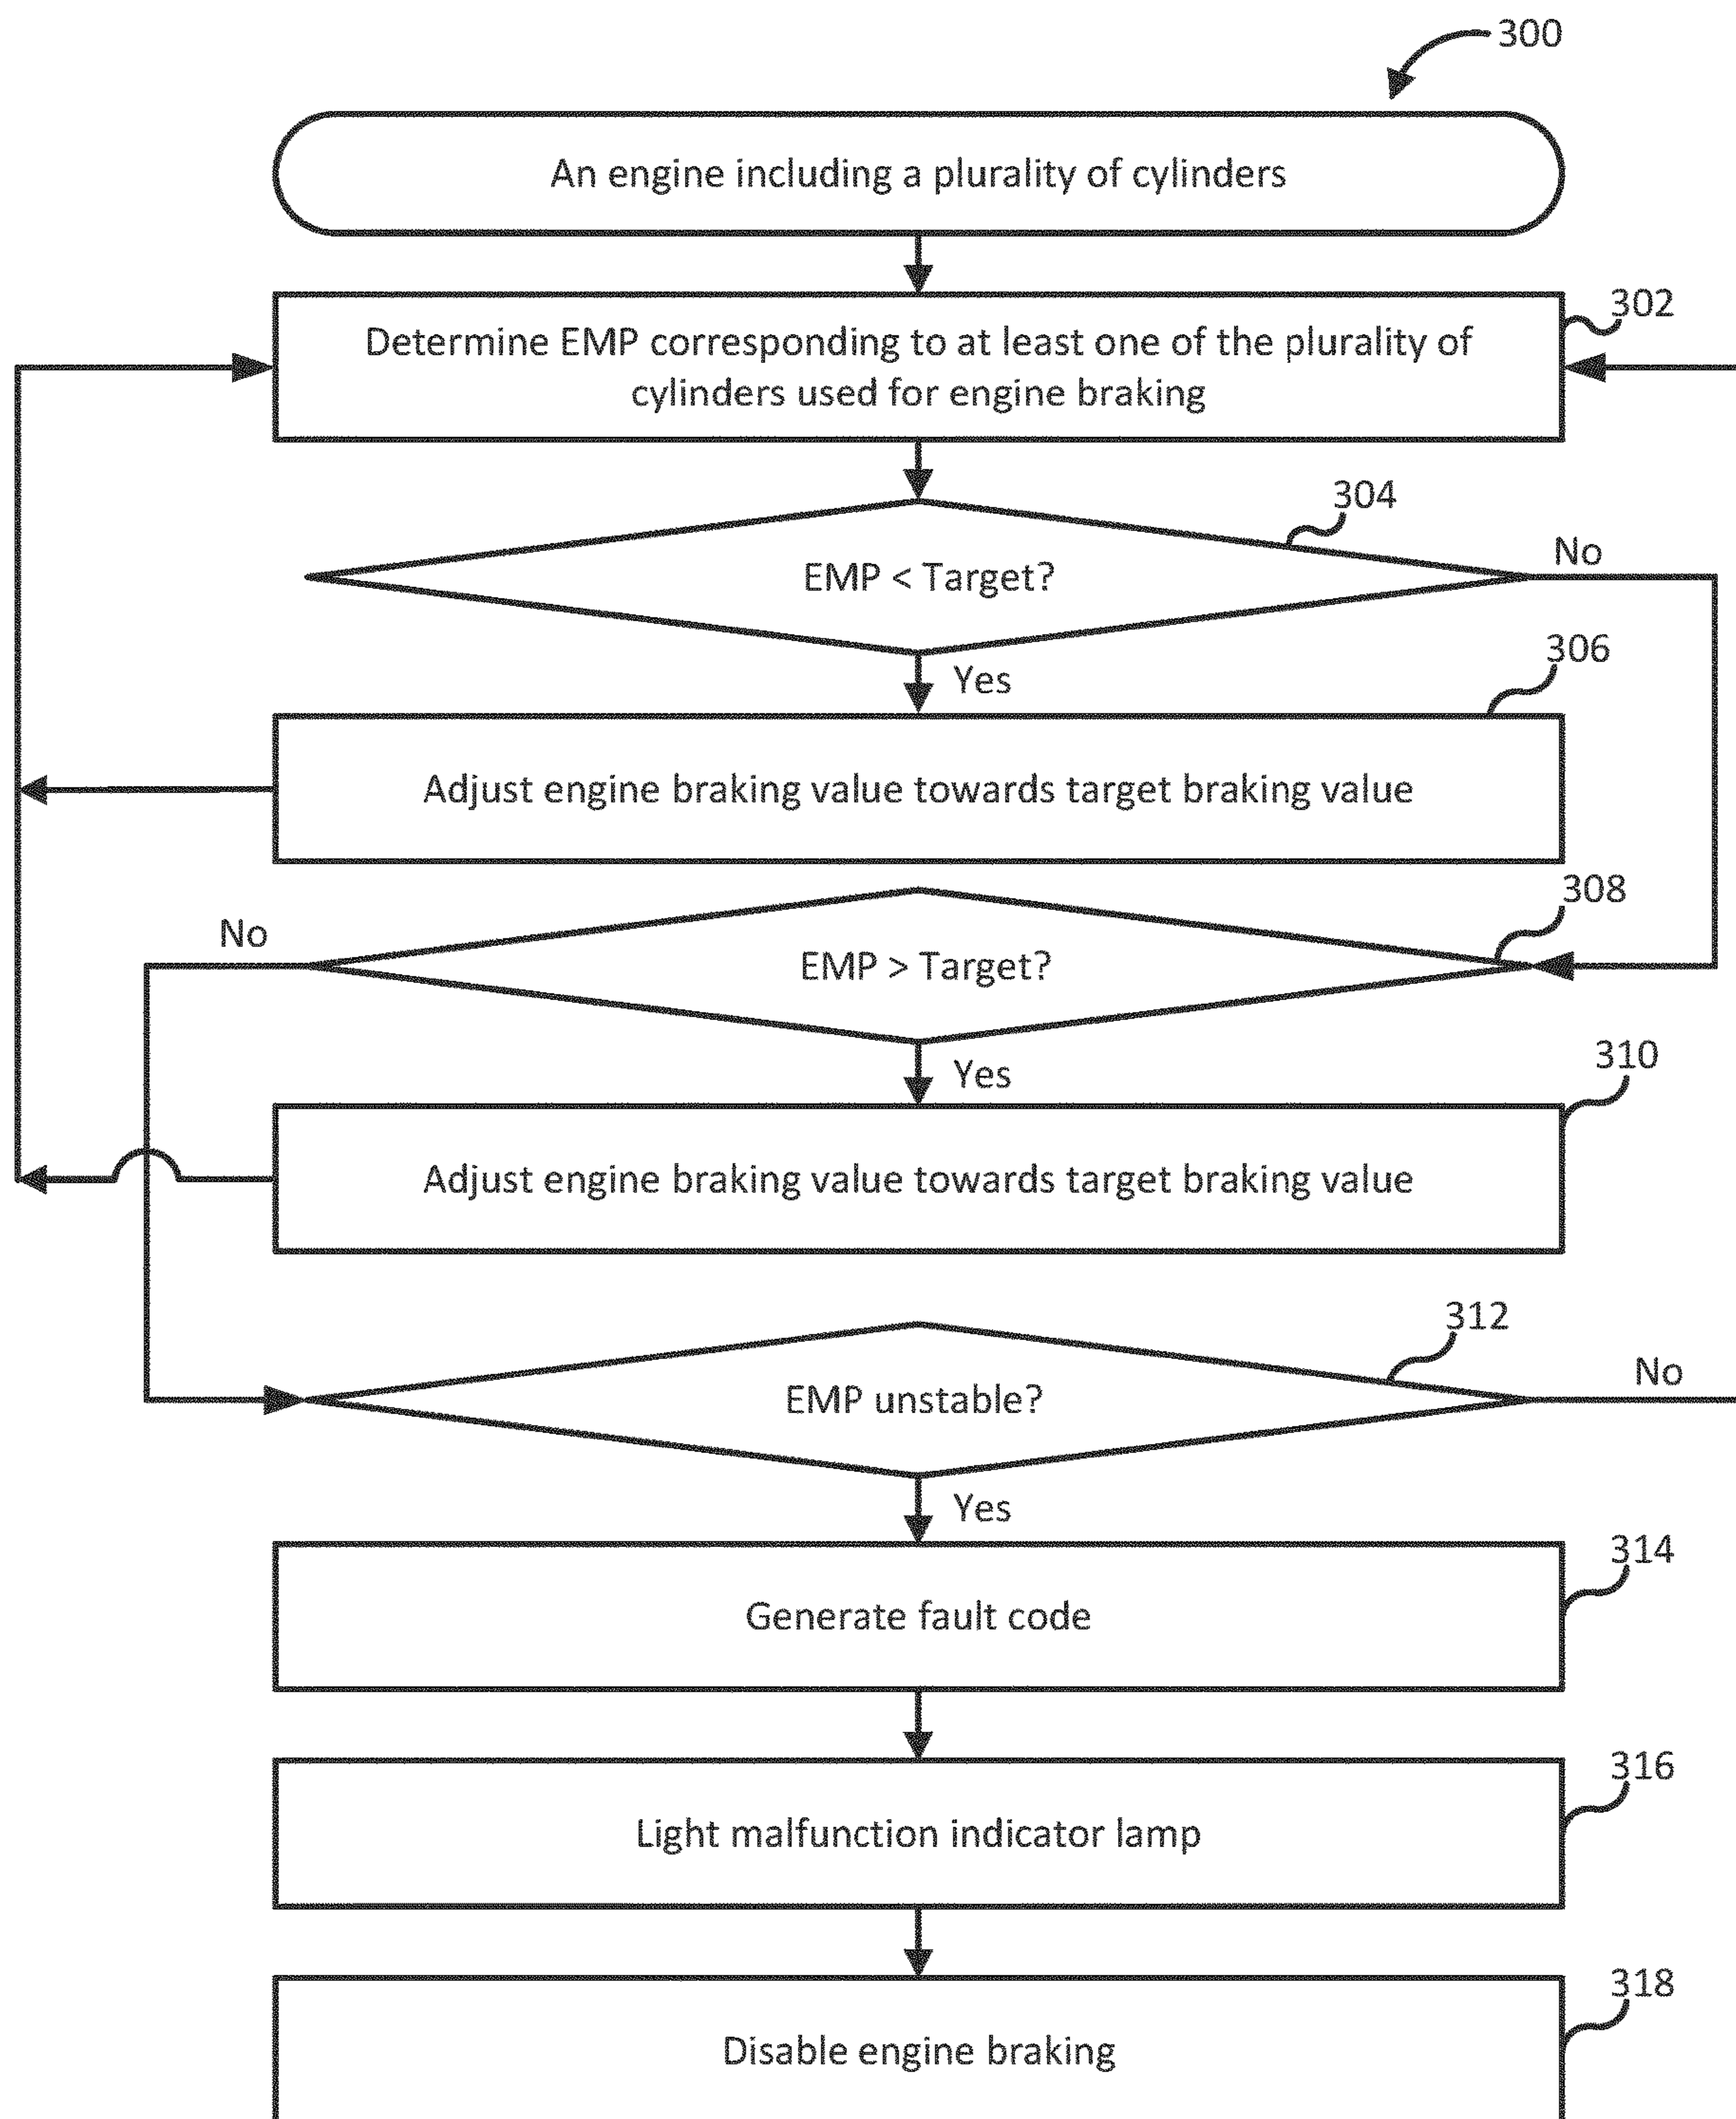 300
An engine including a plurality of cylinders
302
Determine EMP corresponding to at least one of the plurality of
cylinders used for engine braking
304
EMP < Target?
No
Yes
306
Adjust engine braking value towards target braking value
308
No
EMP > Target?
Yes
310
Adjust engine braking value towards target braking value
312
EMP unstable?
No
Yes
314
Generate fault code
316
Light malfunction indicator lamp
318
Disable engine braking